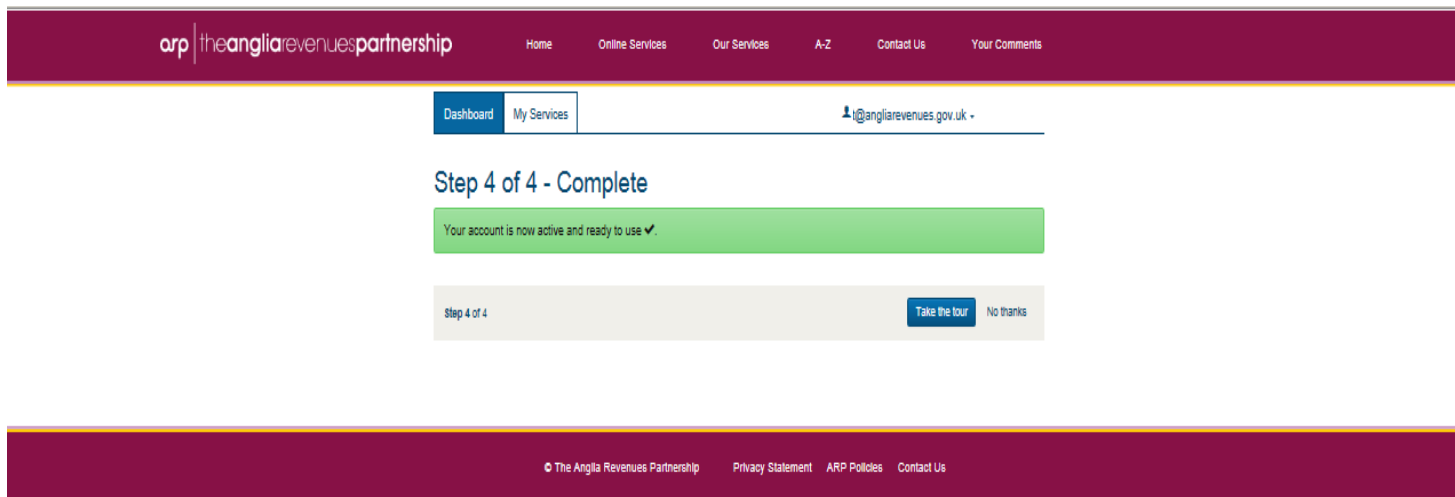 arp theangliarevenuespartnership Home Online Services Our Services A-Z Contact Us Your Comments
Dashboard My Services t@angliarevenues.gov.uk
Step 4 of 4 - Complete
Your account is now active and ready to use ✔.
Step 4 of 4 Take the tour No thanks
© The Anglia Revenues Partnership Privacy Statement ARP Policies Contact Us